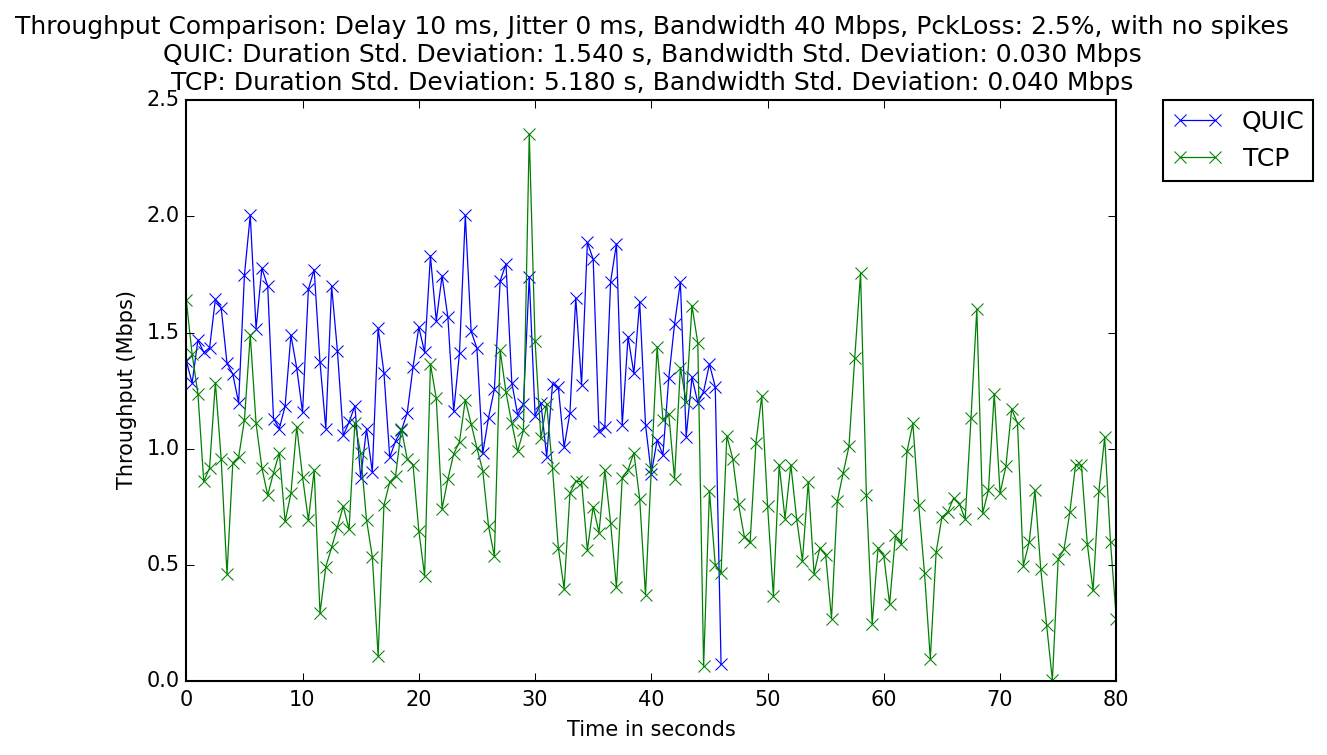 Throughput Comparison: Delay 10 ms, Jitter 0 ms, Bandwidth 40 Mbps, PckLoss: 2.5%, with no spikes
QUIC: Duration Std. Deviation: 1.540 s, Bandwidth Std. Deviation: 0.030 Mbps
TCP: Duration Std. Deviation: 5.180 s, Bandwidth Std. Deviation: 0.040 Mbps
QUIC
TCP
Throughput (Mbps)
2.5
2.0
1.5
1.0
0.5
0.0
0 10 20 30 40 50 60 70 80
Time in seconds